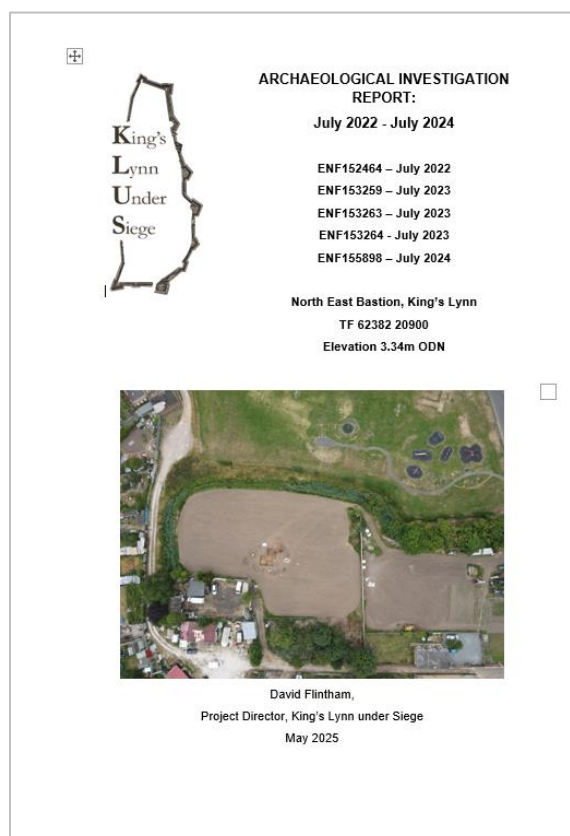 King's
Lynn
Under
Siege
ARCHAEOLOGICAL INVESTIGATION
REPORT:
July 2022 - July 2024
ENF152464 – July 2022
ENF153259 – July 2023
ENF153263 – July 2023
ENF153264 - July 2023
ENF155898 – July 2024
North East Bastion, King's Lynn
TF 62382 20900
Elevation 3.34m ODN
David Flintham,
Project Director, King's Lynn under Siege
May 2025